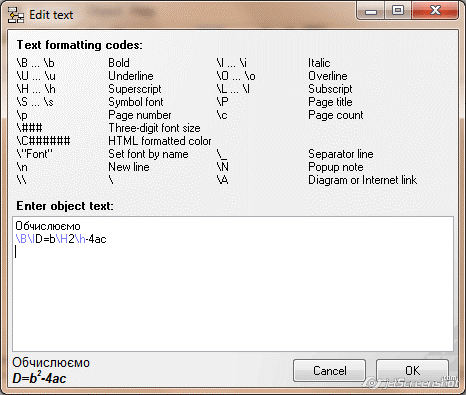 Edit text
Text formatting codes:
\B ... \b Bold \I ... \i Italic
\U ... \u Underline \O ... \o Overline
\H ... \h Superscript \L ... \l Subscript
\S ... \s Symbol font \P Page title
\p Page number \c Page count
\### Three-digit font size
\C###### HTML formatted color
\"Font" Set font by name \_ Separator line
\n New line \N Popup note
\\ \ \A Diagram or Internet link
Enter object text:
Обчислюємо
\B\ID=b\H2\h-4ac
Обчислюємо
D=b²-4ac
Cancel OK
jetScreenshot